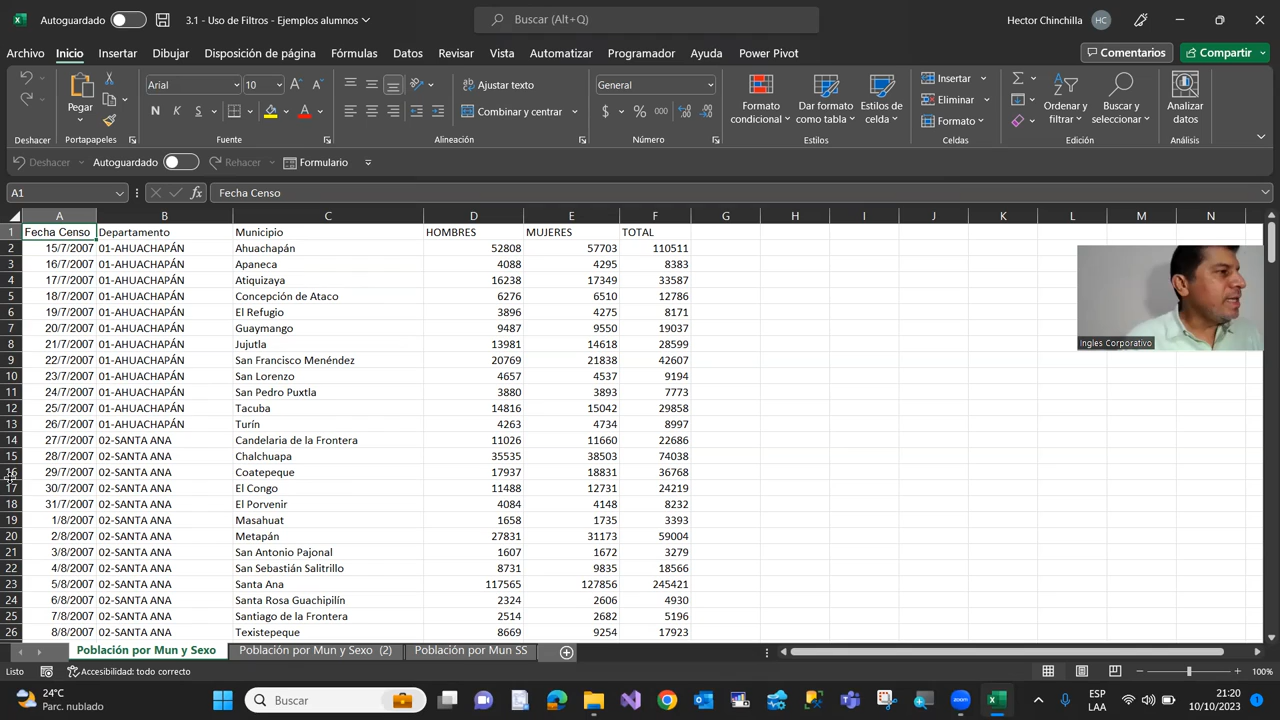 Autoguardado
3.1 - Uso de Filtros - Ejemplos alumnos
Buscar (Alt+Q)
Hector Chinchilla
HC
Archivo Inicio Insertar Dibujar Disposición de página Fórmulas Datos Revisar Vista Automatizar Programador Ayuda Power Pivot
Comentarios
Compartir
Pegar
Arial
10
N K S
Ajustar texto
Combinar y centrar
General
Formato condicional
Dar formato como tabla
Estilos de celda
Insertar
Eliminar
Formato
Ordenar y filtrar
Buscar y seleccionar
Analizar datos
Deshacer Portapapeles Fuente Alineación Número Estilos Celdas Edición Análisis
Deshacer Autoguardado Rehacer Formulario
A1
Fecha Censo
A B C D E F G H I J K L M N
1 Fecha Censo Departamento Municipio HOMBRES MUJERES TOTAL
2 15/7/2007 01-AHUACHAPÁN Ahuachapán 52808 57703 110511
3 16/7/2007 01-AHUACHAPÁN Apaneca 4088 4295 8383
4 17/7/2007 01-AHUACHAPÁN Atiquizaya 16238 17349 33587
5 18/7/2007 01-AHUACHAPÁN Concepción de Ataco 6276 6510 12786
6 19/7/2007 01-AHUACHAPÁN El Refugio 3896 4275 8171
7 20/7/2007 01-AHUACHAPÁN Guaymango 9487 9550 19037
8 21/7/2007 01-AHUACHAPÁN Jujutla 13981 14618 28599
9 22/7/2007 01-AHUACHAPÁN San Francisco Menéndez 20769 21838 42607
10 23/7/2007 01-AHUACHAPÁN San Lorenzo 4657 4537 9194
11 24/7/2007 01-AHUACHAPÁN San Pedro Puxtla 3880 3893 7773
12 25/7/2007 01-AHUACHAPÁN Tacuba 14816 15042 29858
13 26/7/2007 01-AHUACHAPÁN Turín 4263 4734 8997
14 27/7/2007 02-SANTA ANA Candelaria de la Frontera 11026 11660 22686
15 28/7/2007 02-SANTA ANA Chalchuapa 35535 38503 74038
16 29/7/2007 02-SANTA ANA Coatepeque 17937 18831 36768
17 30/7/2007 02-SANTA ANA El Congo 11488 12731 24219
18 31/7/2007 02-SANTA ANA El Porvenir 4084 4148 8232
19 1/8/2007 02-SANTA ANA Masahuat 1658 1735 3393
20 2/8/2007 02-SANTA ANA Metapán 27831 31173 59004
21 3/8/2007 02-SANTA ANA San Antonio Pajonal 1607 1672 3279
22 4/8/2007 02-SANTA ANA San Sebastián Salitrillo 8731 9835 18566
23 5/8/2007 02-SANTA ANA Santa Ana 117565 127856 245421
24 6/8/2007 02-SANTA ANA Santa Rosa Guachipilín 2324 2606 4930
25 7/8/2007 02-SANTA ANA Santiago de la Frontera 2514 2682 5196
26 8/8/2007 02-SANTA ANA Texistepeque 8669 9254 17923
Ingles Corporativo
Población por Mun y Sexo
Población por Mun y Sexo (2)
Población por Mun SS
Listo
Accesibilidad: todo correcto
100%
24°C
Parc. nublado
Buscar
ESP
LAA
21:20
10/10/2023